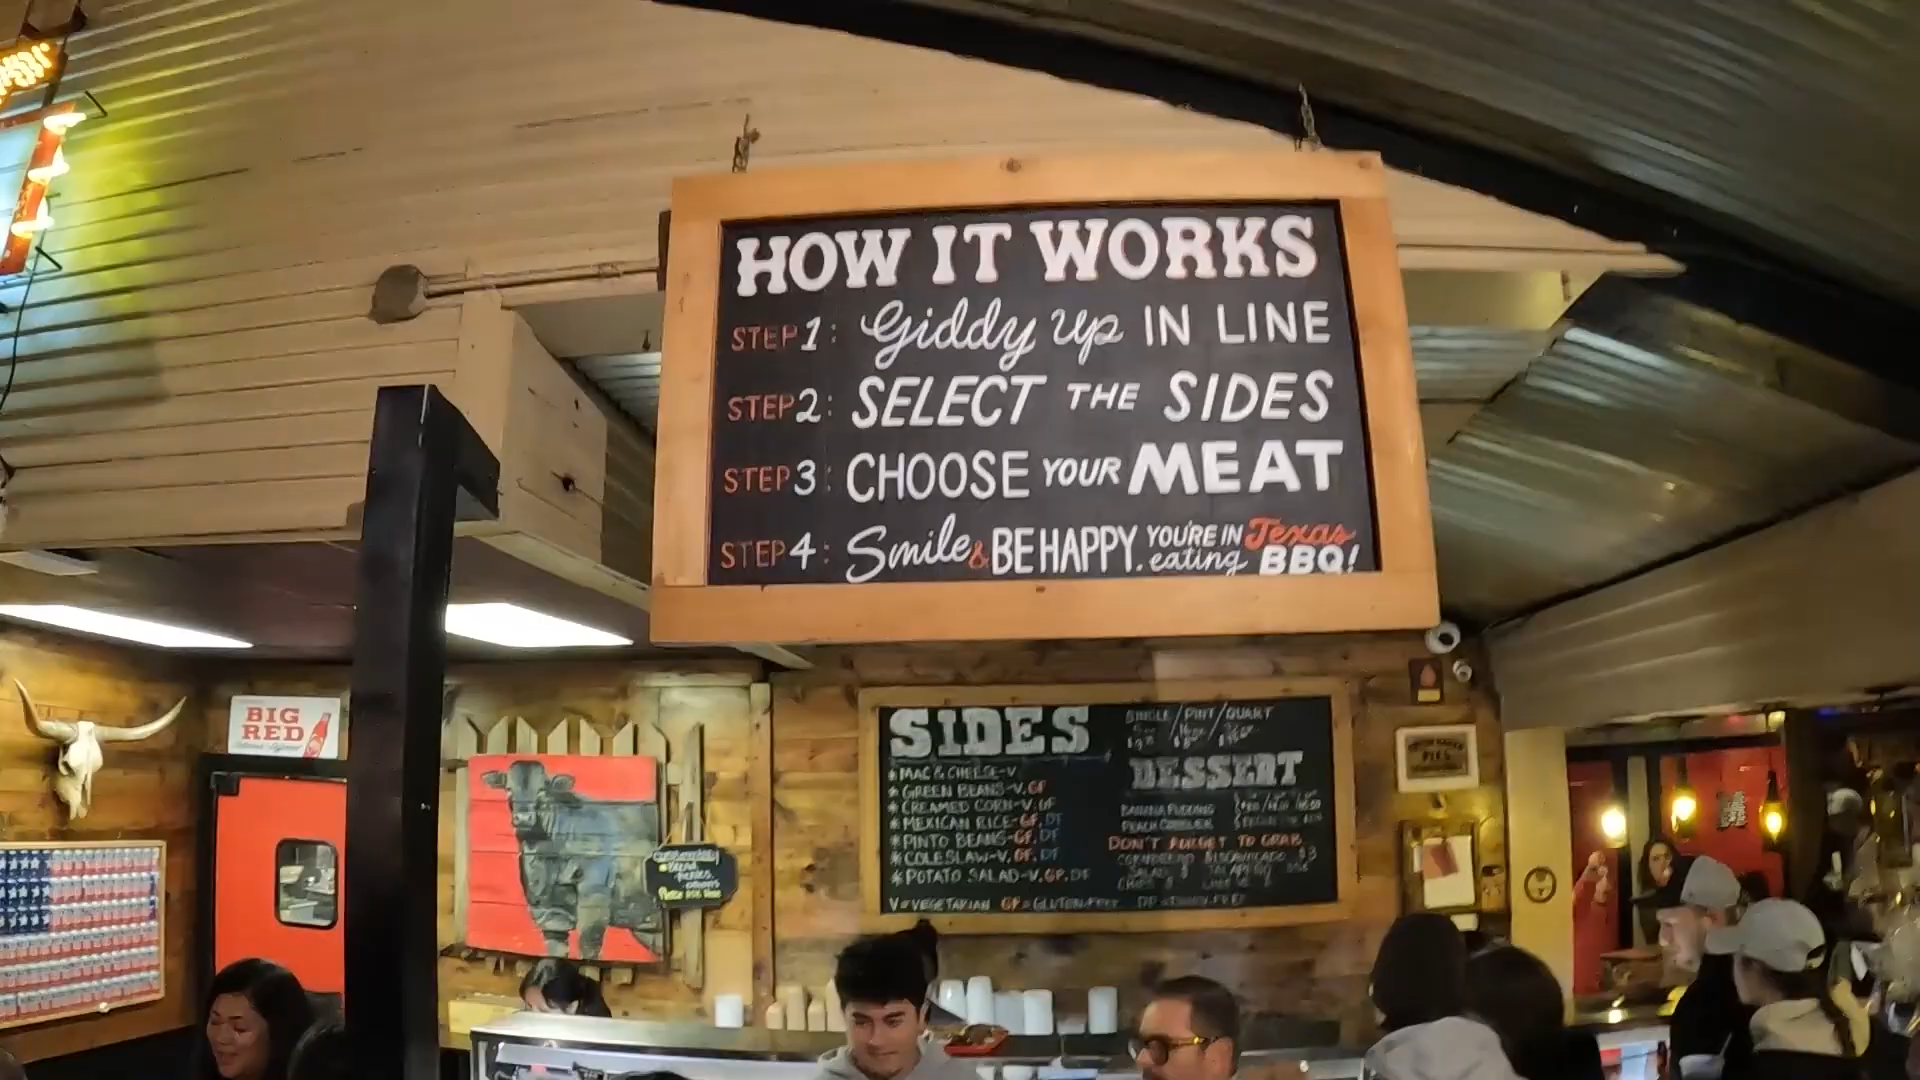 HOW IT WORKS
STEP 1: Giddy Up IN LINE
STEP 2: SELECT THE SIDES
STEP 3: CHOOSE YOUR MEAT
STEP 4: Smile & BE HAPPY. YOU'RE IN Texas
eating BBQ!
BIG
RED
SIDES
SINGLE/PINT/QUART
* MAC & CHEESE-V
* GREEN BEANS-V, GF
* CREAMED CORN-V, GF
* MEXICAN RICE-GF, DF
* PINTO BEANS-GF, DF
* COLESLAW-V, GF, DF
* POTATO SALAD-V, GF, DF
V=VEGETARIAN GF=GLUTEN-FREE DF=DAIRY-FREE
DESSERT
BANANA PUDDING
PEACH COBBLER
DON'T FORGET TO GRAB